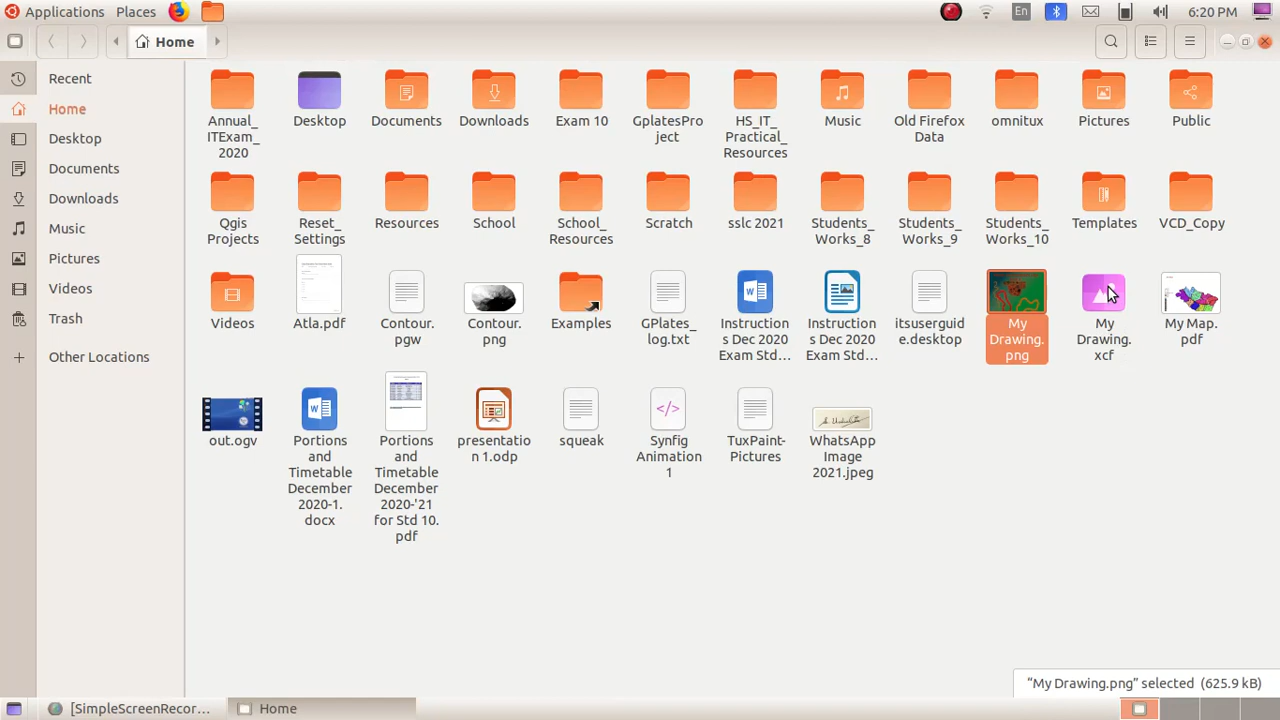 Applications Places En 6:20 PM
Home
Recent
Home
Desktop
Documents
Downloads
Music
Pictures
Videos
Trash
Other Locations
Annual_
ITExam_
2020
Desktop
Documents
Downloads
Exam 10
GplatesPro
ject
HS_IT_
Practical_
Resources
Music
Old Firefox
Data
omnitux
Pictures
Public
Qgis
Projects
Reset_
Settings
Resources
School
School_
Resources
Scratch
sslc 2021
Students_
Works_8
Students_
Works_9
Students_
Works_10
Templates
VCD_Copy
Videos
Atla.pdf
Contour.
pgw
Contour.
png
Examples
GPlates_
log.txt
Instruction
s Dec 2020
Exam Std...
Instruction
s Dec 2020
Exam Std...
itsuserguid
e.desktop
My
Drawing.
png
My
Drawing.
xcf
My Map.
pdf
out.ogv
Portions
and
Timetable
December
2020-1.
docx
Portions
and
Timetable
December
2020-'21
for Std 10.
pdf
presentatio
n 1.odp
squeak
Synfig
Animation
1
TuxPaint-
Pictures
WhatsApp
Image
2021.jpeg
“My Drawing.png” selected (625.9 kB)
[SimpleScreenRecor... Home